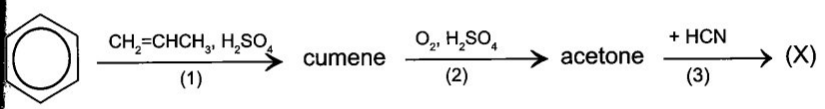 CH₂=CHCH₃, H₂SO₄ O₂, H₂SO₄ + HCN
cumene acetone (X)
(1) (2) (3)